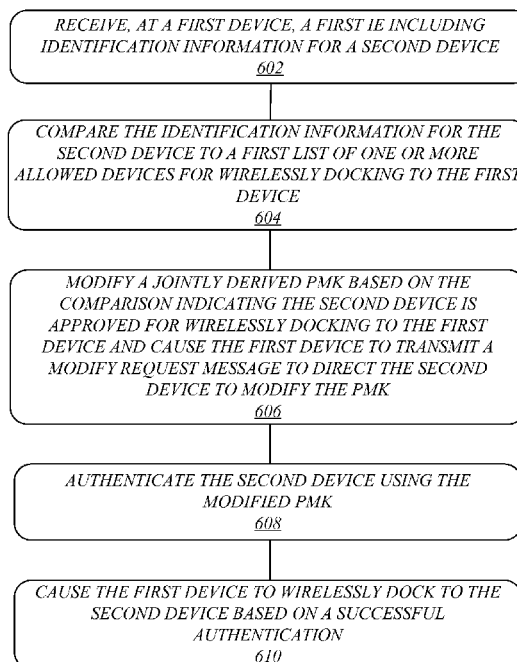 RECEIVE, AT A FIRST DEVICE, A FIRST IE INCLUDING
IDENTIFICATION INFORMATION FOR A SECOND DEVICE
602
COMPARE THE IDENTIFICATION INFORMATION FOR THE
SECOND DEVICE TO A FIRST LIST OF ONE OR MORE
ALLOWED DEVICES FOR WIRELESSLY DOCKING TO THE FIRST
DEVICE
604
MODIFY A JOINTLY DERIVED PMK BASED ON THE
COMPARISON INDICATING THE SECOND DEVICE IS
APPROVED FOR WIRELESSLY DOCKING TO THE FIRST
DEVICE AND CAUSE THE FIRST DEVICE TO TRANSMIT A
MODIFY REQUEST MESSAGE TO DIRECT THE SECOND
DEVICE TO MODIFY THE PMK
606
AUTHENTICATE THE SECOND DEVICE USING THE
MODIFIED PMK
608
CAUSE THE FIRST DEVICE TO WIRELESSLY DOCK TO THE
SECOND DEVICE BASED ON A SUCCESSFUL
AUTHENTICATION
610